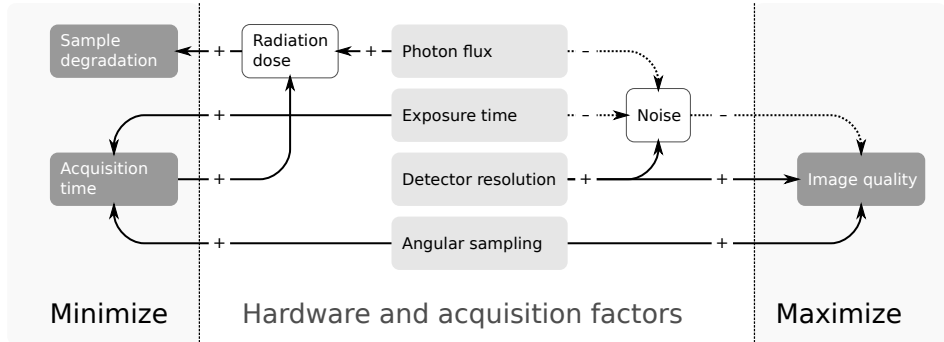 Sample
degradation
+
Radiation
dose
+
Photon flux
–
Exposure time
+
–
Noise
–
Acquisition
time
+
Detector resolution
+
+
Image quality
+
Angular sampling
+
Minimize
Hardware and acquisition factors
Maximize